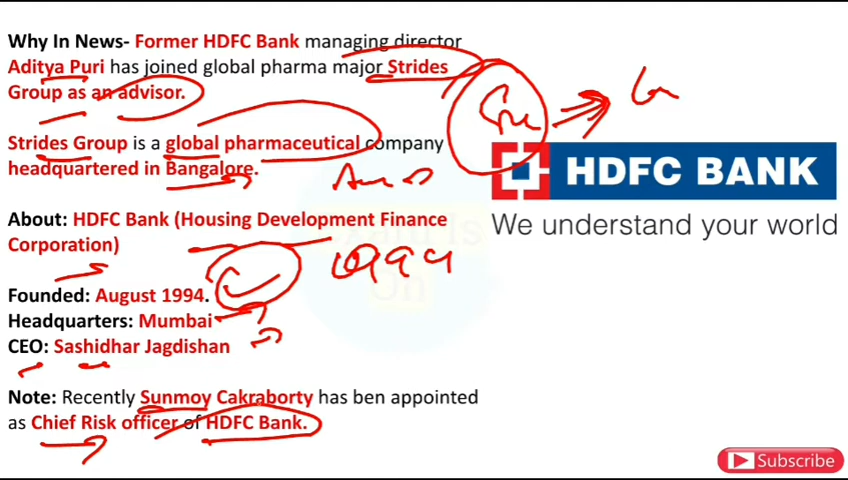 Why In News- Former HDFC Bank managing director
Aditya Puri has joined global pharma major Strides
Group as an advisor.
Strides Group is a global pharmaceutical company
headquartered in Bangalore.
HDFC BANK
We understand your world
About: HDFC Bank (Housing Development Finance
Corporation)
1994
Founded: August 1994.
Headquarters: Mumbai
CEO: Sashidhar Jagdishan
Note: Recently Sunmoy Cakraborty has ben appointed
as Chief Risk officer of HDFC Bank.
Subscribe